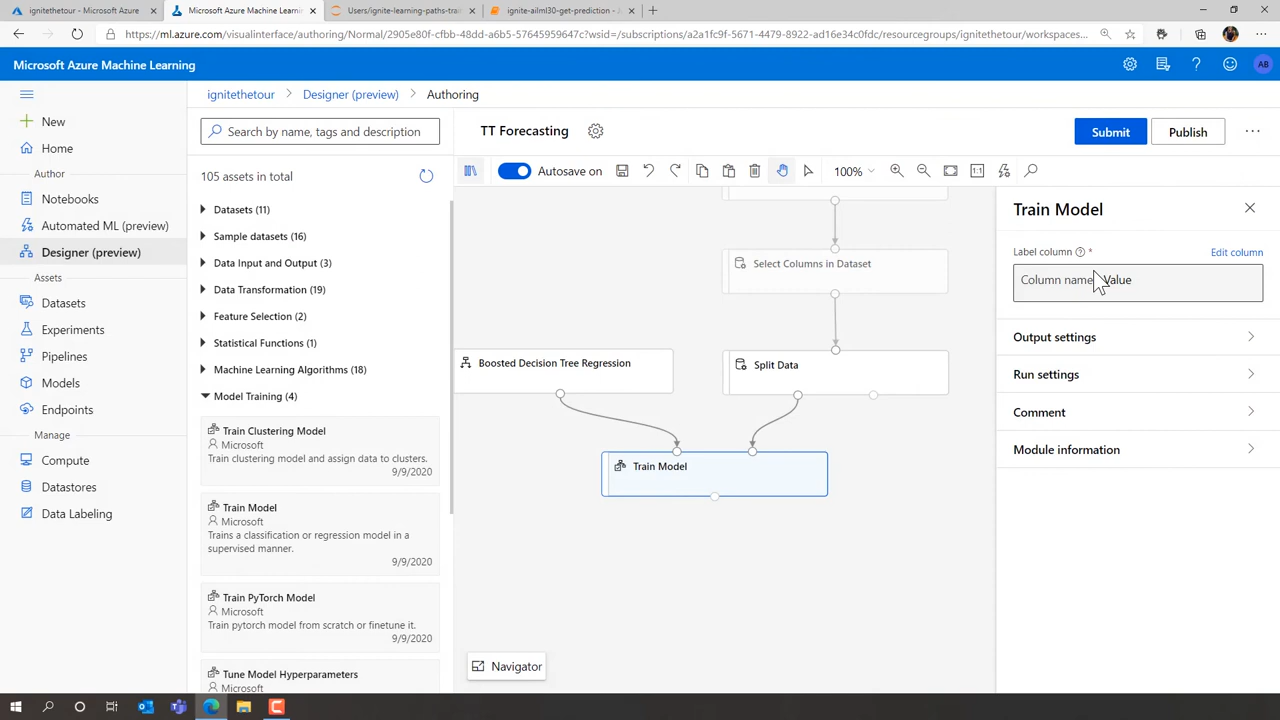 ignitethetour - Microsoft Azure
Microsoft Azure Machine Learnin
Users/ignite-learning-paths-trai
ignite-ailml30-get-prediction - A
https://ml.azure.com/visualinterface/authoring/Normal/2905e80f-cfbb-48dd-a6b5-57645959647c?wsid=/subscriptions/a2a1fc9f-5671-4479-8922-ad16e34c0fdc/resourcegroups/ignitethetour/workspaces...
Microsoft Azure Machine Learning
AB
ignitethetour
Designer (preview)
Authoring
New
Home
Author
Notebooks
Automated ML (preview)
Designer (preview)
Assets
Datasets
Experiments
Pipelines
Models
Endpoints
Manage
Compute
Datastores
Data Labeling
Search by name, tags and description
105 assets in total
Datasets (11)
Sample datasets (16)
Data Input and Output (3)
Data Transformation (19)
Feature Selection (2)
Statistical Functions (1)
Machine Learning Algorithms (18)
Model Training (4)
Train Clustering Model
Microsoft
Train clustering model and assign data to clusters.
9/9/2020
Train Model
Microsoft
Trains a classification or regression model in a
supervised manner.
9/9/2020
Train PyTorch Model
Microsoft
Train pytorch model from scratch or finetune it.
9/9/2020
Tune Model Hyperparameters
Microsoft
TT Forecasting
Submit
Publish
Autosave on
100%
1:1
Select Columns in Dataset
Boosted Decision Tree Regression
Split Data
Train Model
Navigator
Train Model
Label column *
Edit column
Column name Value
Output settings
Run settings
Comment
Module information